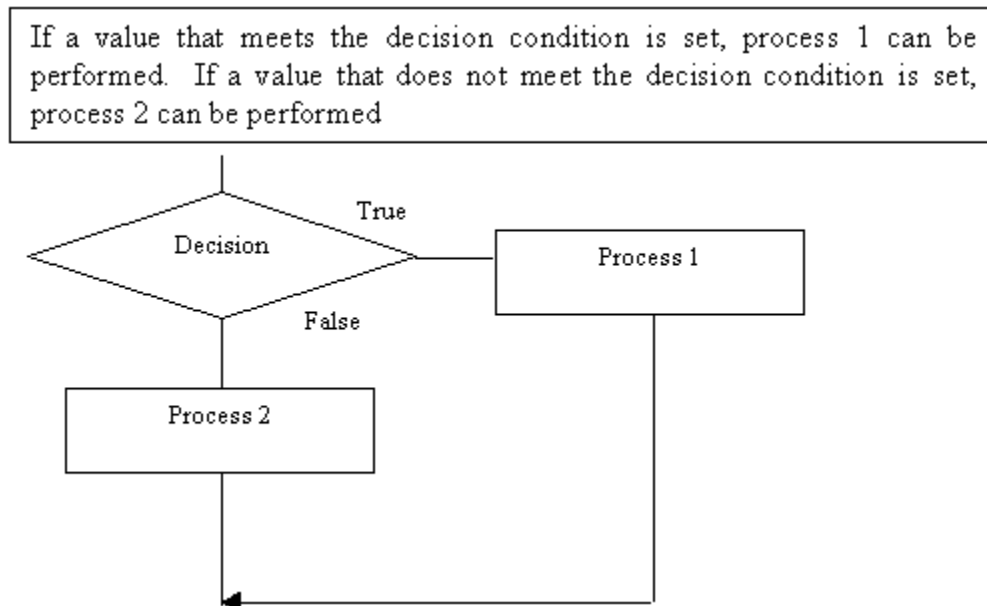 If a value that meets the decision condition is set, process 1 can be
performed. If a value that does not meet the decision condition is set,
process 2 can be performed
True
Decision
Process 1
False
Process 2